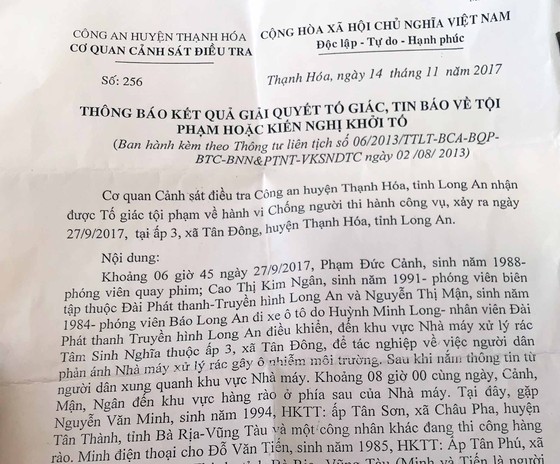 CÔNG AN HUYỆN THẠNH HÓA
CỘNG HÒA XÃ HỘI CHỦ NGHĨA VIỆT NAM
CƠ QUAN CẢNH SÁT ĐIỀU TRA
Độc lập - Tự do - Hạnh phúc
Số: 256
Thạnh Hóa, ngày 14 tháng 11 năm 2017
THÔNG BÁO KẾT QUẢ GIẢI QUYẾT TỐ GIÁC, TIN BÁO VỀ TỘI
PHẠM HOẶC KIẾN NGHỊ KHỞI TỐ
(Ban hành kèm theo Thông tư liên tịch số 06/2013/TTLT-BCA-BQP-
BTC-BNN&PTNT-VKSNDTC ngày 02 /08/ 2013)
Cơ quan Cảnh sát điều tra Công an huyện Thạnh Hóa, tỉnh Long An nhận
được Tố giác tội phạm về hành vi Chống người thi hành công vụ, xảy ra ngày
27/9/2017, tại ấp 3, xã Tân Đông, huyện Thạnh Hóa, tỉnh Long An.
Nội dung:
Khoảng 06 giờ 45 ngày 27/9/2017, Phạm Đức Cảnh, sinh năm 1988-
phóng viên quay phim; Cao Thị Kim Ngân, sinh năm 1991- phóng viên biên
tập thuộc Đài Phát thanh-Truyền hình Long An và Nguyễn Thị Mận, sinh năm
1984- phóng viên Báo Long An đi xe ô tô do Huỳnh Minh Long- nhân viên Đài
Phát thanh Truyền hình Long An điều khiển, đến khu vực Nhà máy xử lý rác
Tâm Sinh Nghĩa thuộc ấp 3, xã Tân Đông, để tác nghiệp về việc người dân
phản ánh Nhà máy xử lý rác gây ô nhiễm môi trường. Sau khi nắm thông tin từ
người dân xung quanh khu vực Nhà máy. Khoảng 08 giờ 00 cùng ngày, Cảnh,
Mận, Ngân đến khu vực hàng rào ở phía sau của Nhà máy. Tại đây, gặp
Nguyễn Văn Minh, sinh năm 1994, HKTT: ấp Tân Sơn, xã Châu Pha, huyện
Tân Thành, tỉnh Bà Rịa-Vũng Tàu và một công nhân khác đang thi công hàng
rào. Minh điện thoại cho Đỗ Văn Tiến, sinh năm 1985, HKTT: Ấp Tân Phú, xã
tỉnh Bà Rịa- Vũng Tàu (Minh và Tiến là người